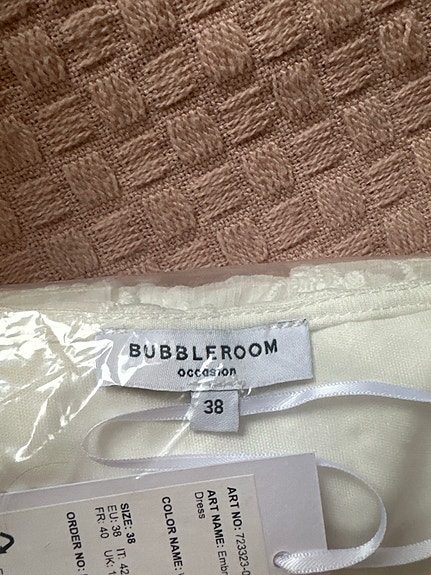 BUBBLEROOM
occasion
38
ART NO: 723323-0
ART NAME: Embr
Dress
COLOR NAME:
SIZE: 38
EU: 38 IT: 42
FR: 40 UK: 1
ORDER NO: